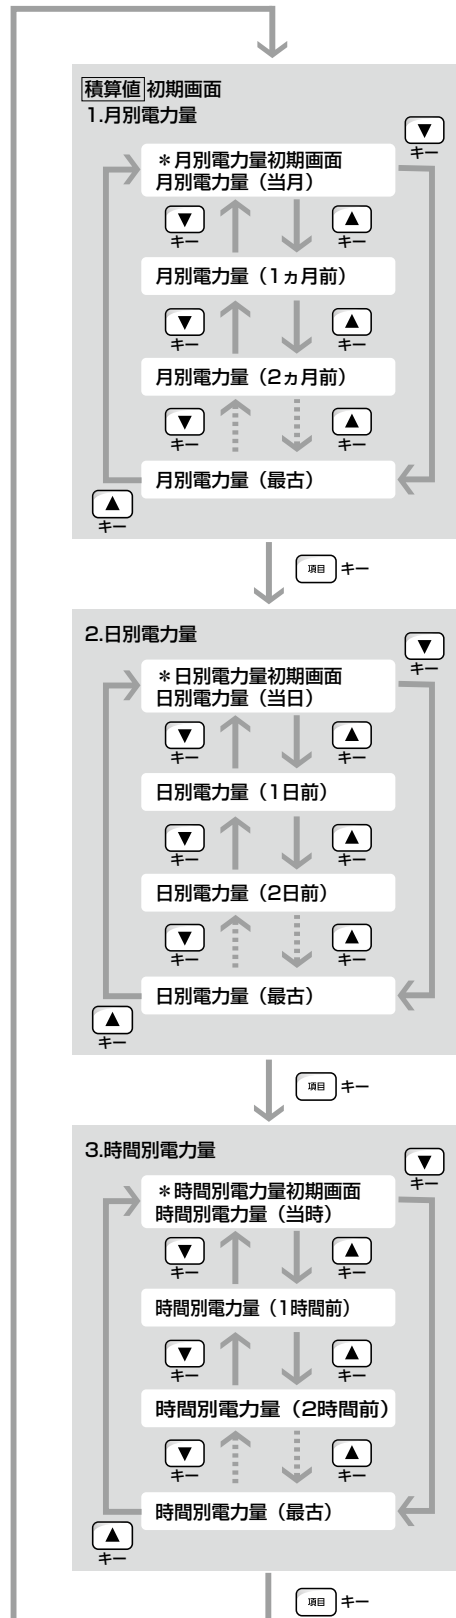 積算値 初期画面
1.月別電力量
▼
キー
＊月別電力量初期画面
月別電力量（当月）
▼ ▲
キー キー
月別電力量（1ヵ月前）
▼ ▲
キー キー
月別電力量（2ヵ月前）
▼ ▲
キー キー
月別電力量（最古）
▲
キー
項目 キー
2.日別電力量
▼
キー
＊日別電力量初期画面
日別電力量（当日）
▼ ▲
キー キー
日別電力量（1日前）
▼ ▲
キー キー
日別電力量（2日前）
▼ ▲
キー キー
日別電力量（最古）
▲
キー
項目 キー
3.時間別電力量
▼
キー
＊時間別電力量初期画面
時間別電力量（当時）
▼ ▲
キー キー
時間別電力量（1時間前）
▼ ▲
キー キー
時間別電力量（2時間前）
▼ ▲
キー キー
時間別電力量（最古）
▲
キー
項目 キー